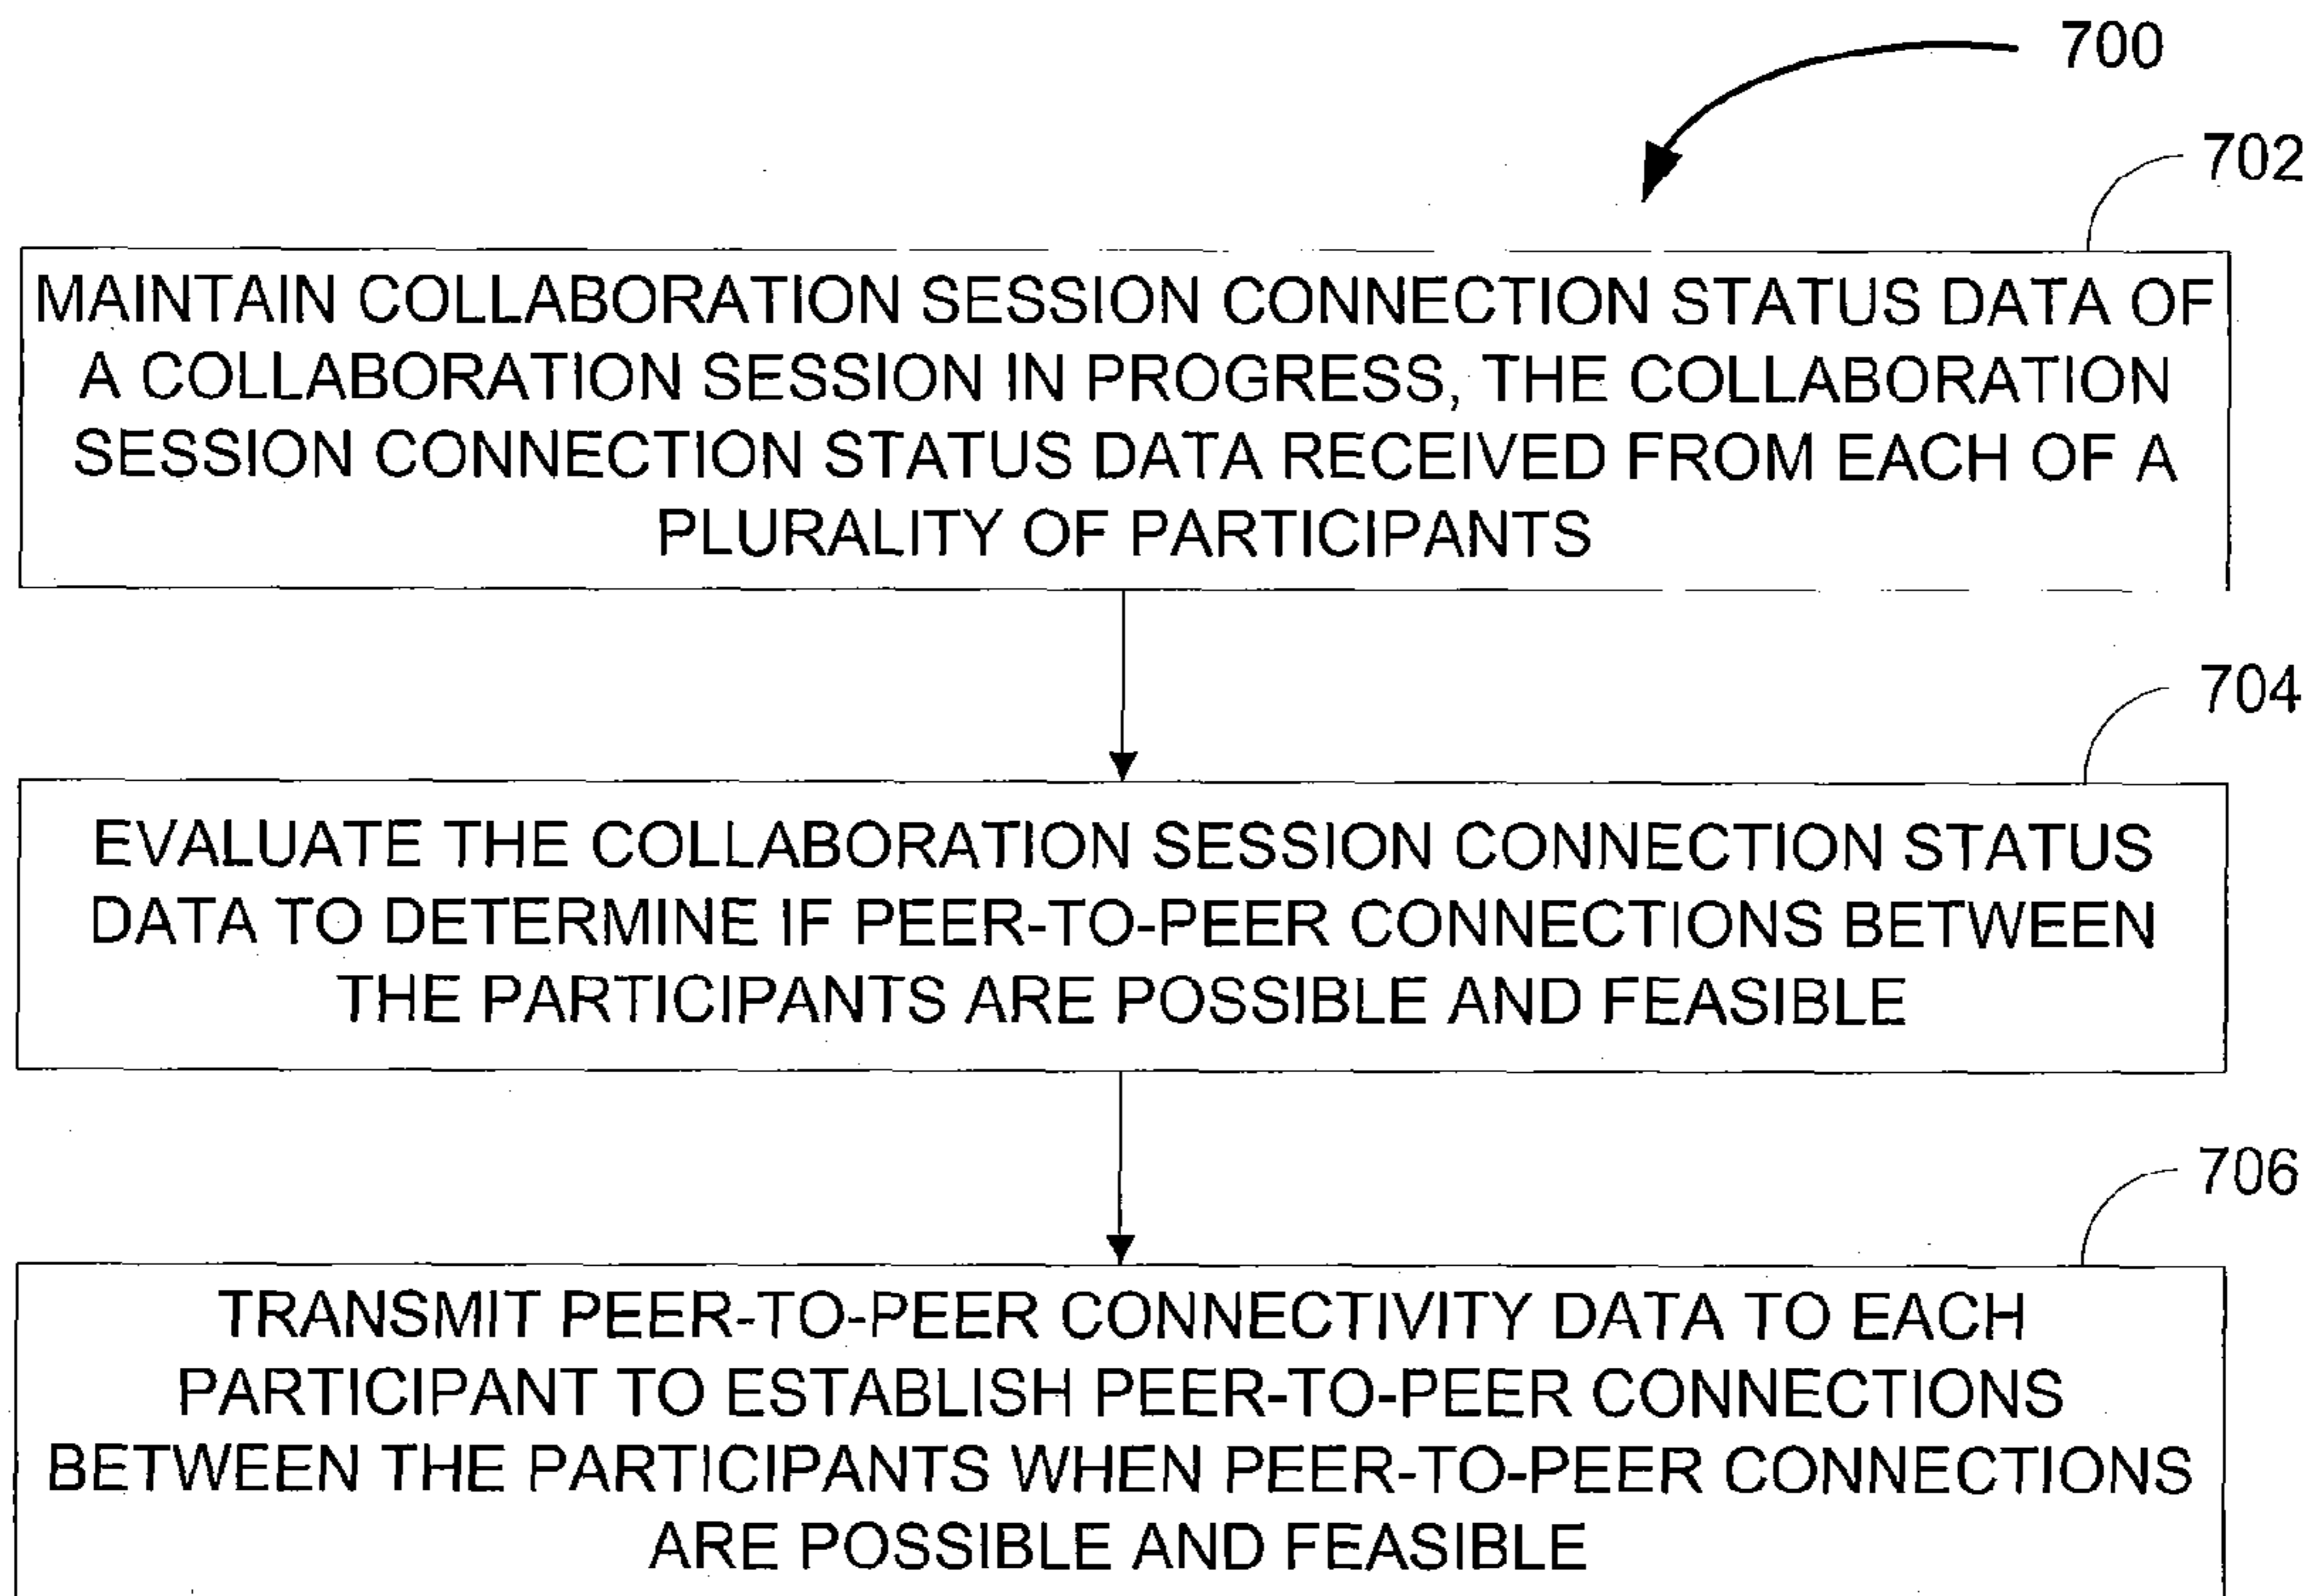 700
702
MAINTAIN COLLABORATION SESSION CONNECTION STATUS DATA OF
A COLLABORATION SESSION IN PROGRESS, THE COLLABORATION
SESSION CONNECTION STATUS DATA RECEIVED FROM EACH OF A
PLURALITY OF PARTICIPANTS
704
EVALUATE THE COLLABORATION SESSION CONNECTION STATUS
DATA TO DETERMINE IF PEER-TO-PEER CONNECTIONS BETWEEN
THE PARTICIPANTS ARE POSSIBLE AND FEASIBLE
706
TRANSMIT PEER-TO-PEER CONNECTIVITY DATA TO EACH
PARTICIPANT TO ESTABLISH PEER-TO-PEER CONNECTIONS
BETWEEN THE PARTICIPANTS WHEN PEER-TO-PEER CONNECTIONS
ARE POSSIBLE AND FEASIBLE